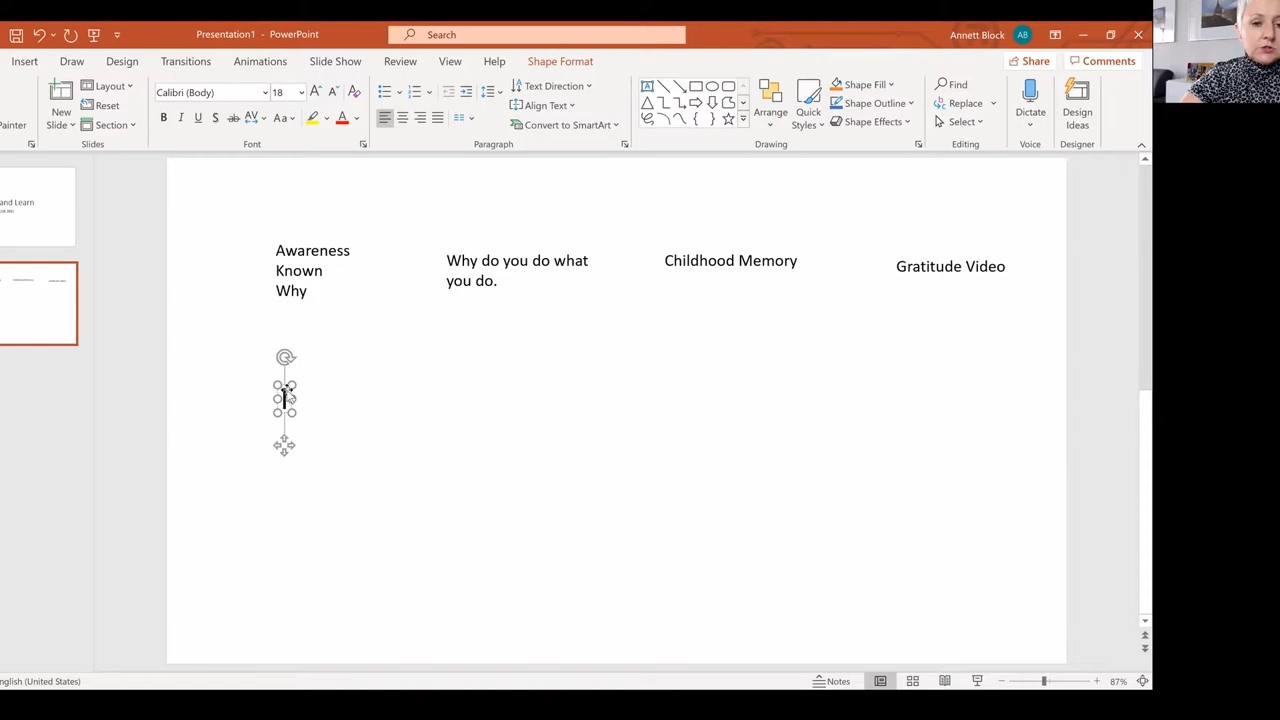 Presentation1 - PowerPoint
Search
Annett Block
AB
Insert
Draw
Design
Transitions
Animations
Slide Show
Review
View
Help
Shape Format
Share
Comments
Painter
New
Slide
Layout
Reset
Section
Slides
Calibri (Body)
18
Font
Text Direction
Align Text
Convert to SmartArt
Paragraph
Arrange
Quick
Styles
Shape Fill
Shape Outline
Shape Effects
Drawing
Find
Replace
Select
Editing
Dictate
Voice
Design
Ideas
Designer
and Learn
Awareness
Known
Why
Why do you do what
you do.
Childhood Memory
Gratitude Video
nglish (United States)
Notes
87%